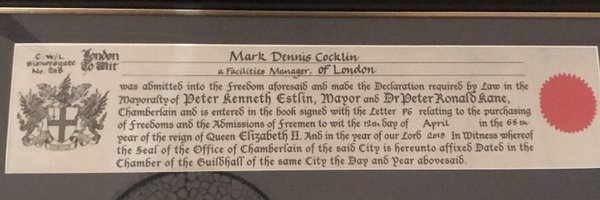 C. W/L
Bishopsgate
No. 215
London
To Wit
Mark Dennis Cocklin
a Facilities Manager, of London
was admitted into the Freedom aforesaid and made the Declaration required by Law in the
Mayoralty of Peter Kenneth Estlin, Mayor and Dr Peter Ronald Kane,
Chamberlain and is entered in the book signed with the Letter P6 relating to the purchasing
of Freedoms and the Admissions of Freemen to wit the 12th day of April in the 68th
year of the reign of Queen Elizabeth II. And in the year of our Lord 2019 In Witness whereof
the Seal of the Office of Chamberlain of the said City is hereunto affixed Dated in the
Chamber of the Guildhall of the same City the Day and Year abovesaid.